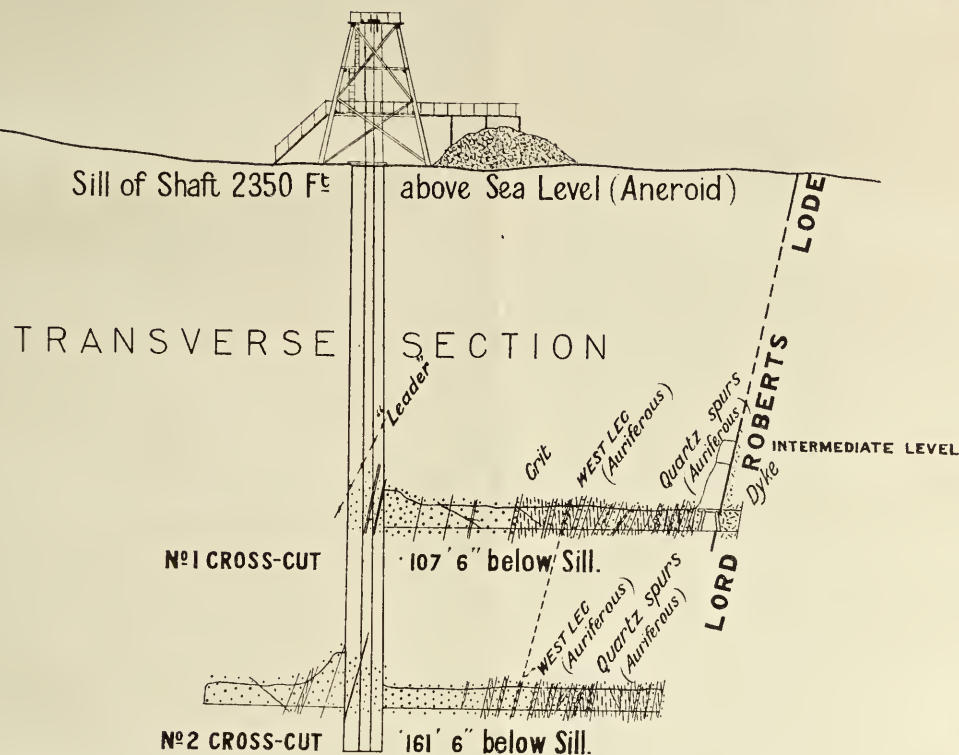 Sill of Shaft 2350 Ft above Sea Level (Aneroid)
TRANSVERSE SECTION
"Leader"
Grit
WEST LEG
(Auriferous)
Quartz spurs
(Auriferous)
LORD ROBERTS LODE
INTERMEDIATE LEVEL
Dyke
Nº1 CROSS-CUT 107' 6" below Sill.
WEST LEG
(Auriferous)
Quartz spurs
(Auriferous)
Nº2 CROSS-CUT 161' 6" below Sill.